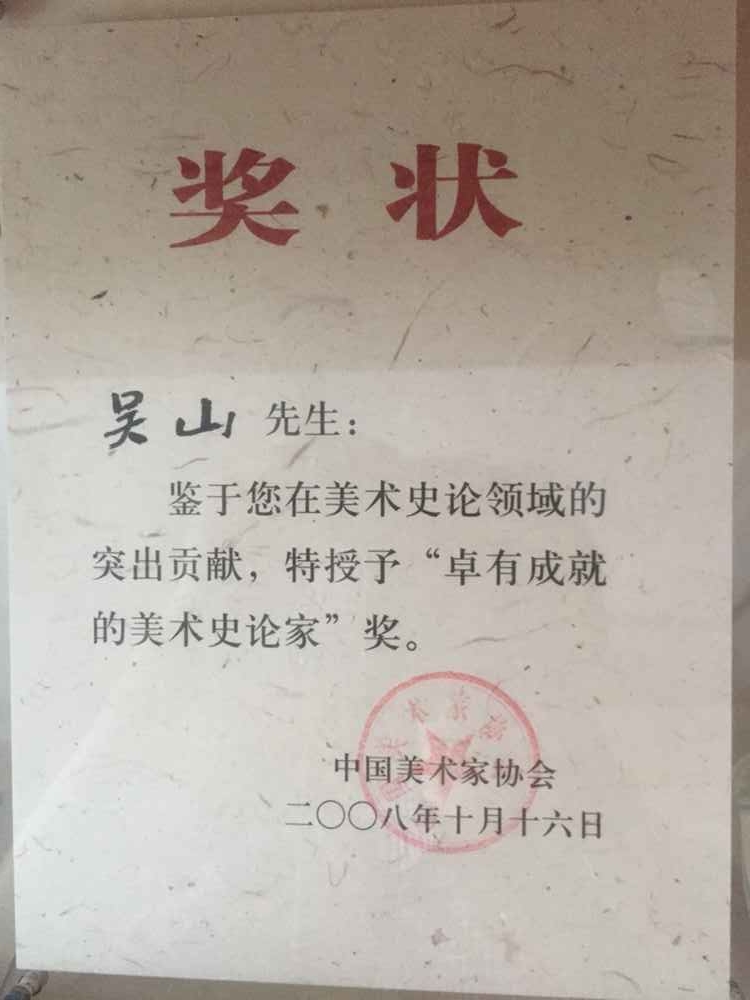 奖状
吴山 先生：
鉴于您在美术史论领域的
突出贡献，特授予“卓有成就
的美术史论家”奖。
中国美术家协会
二〇〇八年十月十六日